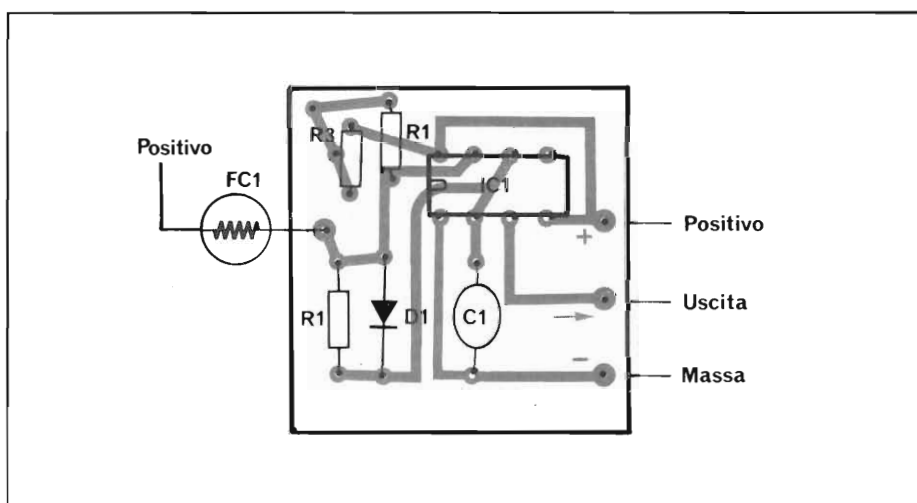 R3
R1
Positivo
FC1
IC1
Positivo
+
Uscita
R1
D1
C1
−
Massa